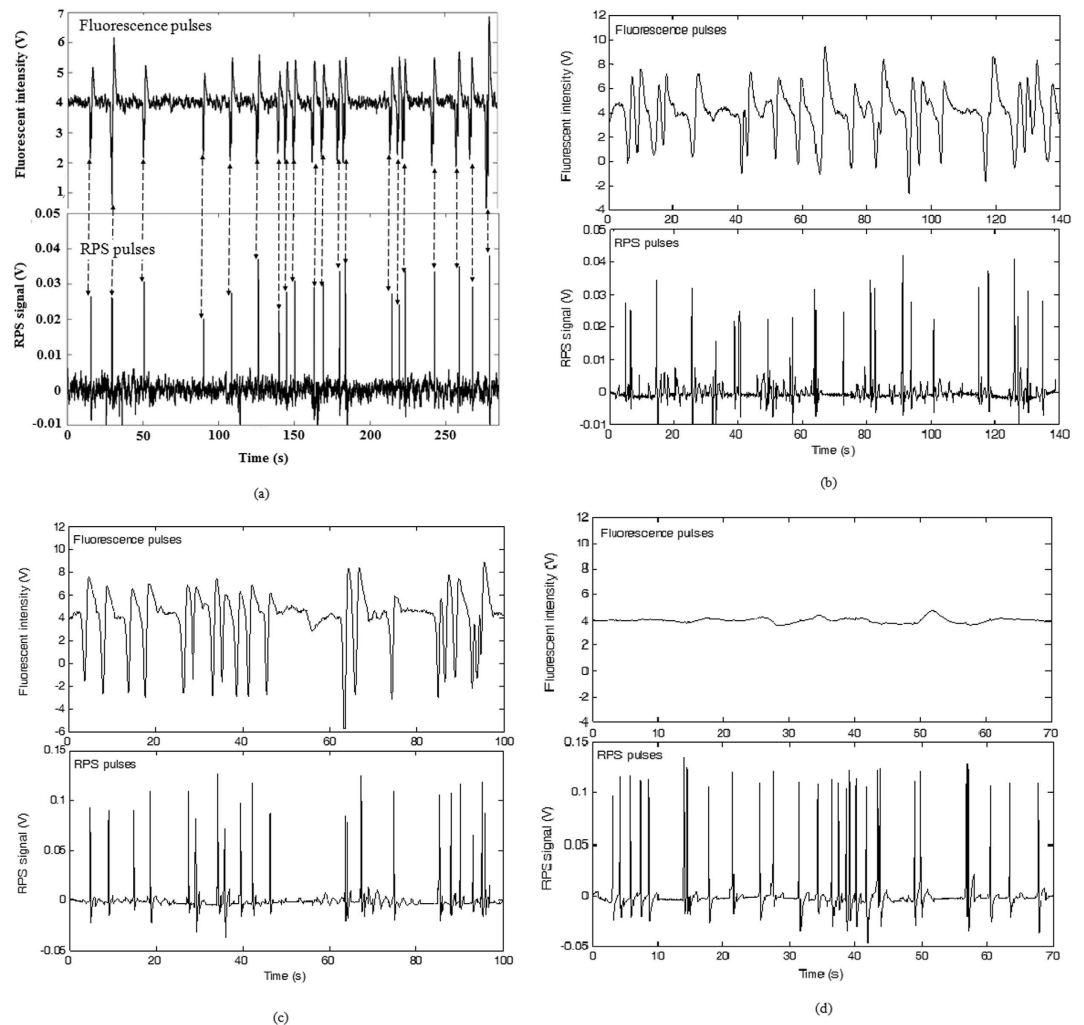 Fluorescence pulses
Fluorescent intensity (V)
7
6
5
4
3
2
1
RPS pulses
RPS signal (V)
0.05
0.04
0.03
0.02
0.01
0
-0.01
0 50 100 150 200 250
Time (s)
(a)
Fluorescence pulses
Fluorescent intensity (V)
12
10
8
6
4
2
0
-2
-4
0 20 40 60 80 100 120 140
RPS pulses
RPS signal (V)
0.05
0.04
0.03
0.02
0.01
0
-0.01
0 20 40 60 80 100 120 140
Time (s)
(b)
Fluorescence pulses
Fluorescent intensity (V)
12
10
8
6
4
2
0
-2
-4
-6
0 20 40 60 80 100
RPS pulses
RPS signal (V)
0.15
0.1
0.05
0
-0.05
0 20 40 60 80 100
Time (s)
(c)
Fluorescence pulses
Fluorescent intensity (V)
12
10
8
6
4
2
0
-2
-4
0 10 20 30 40 50 60 70
RPS pulses
RPS signal (V)
0.15
0.1
0.05
0
-0.05
0 10 20 30 40 50 60 70
Time (s)
(d)